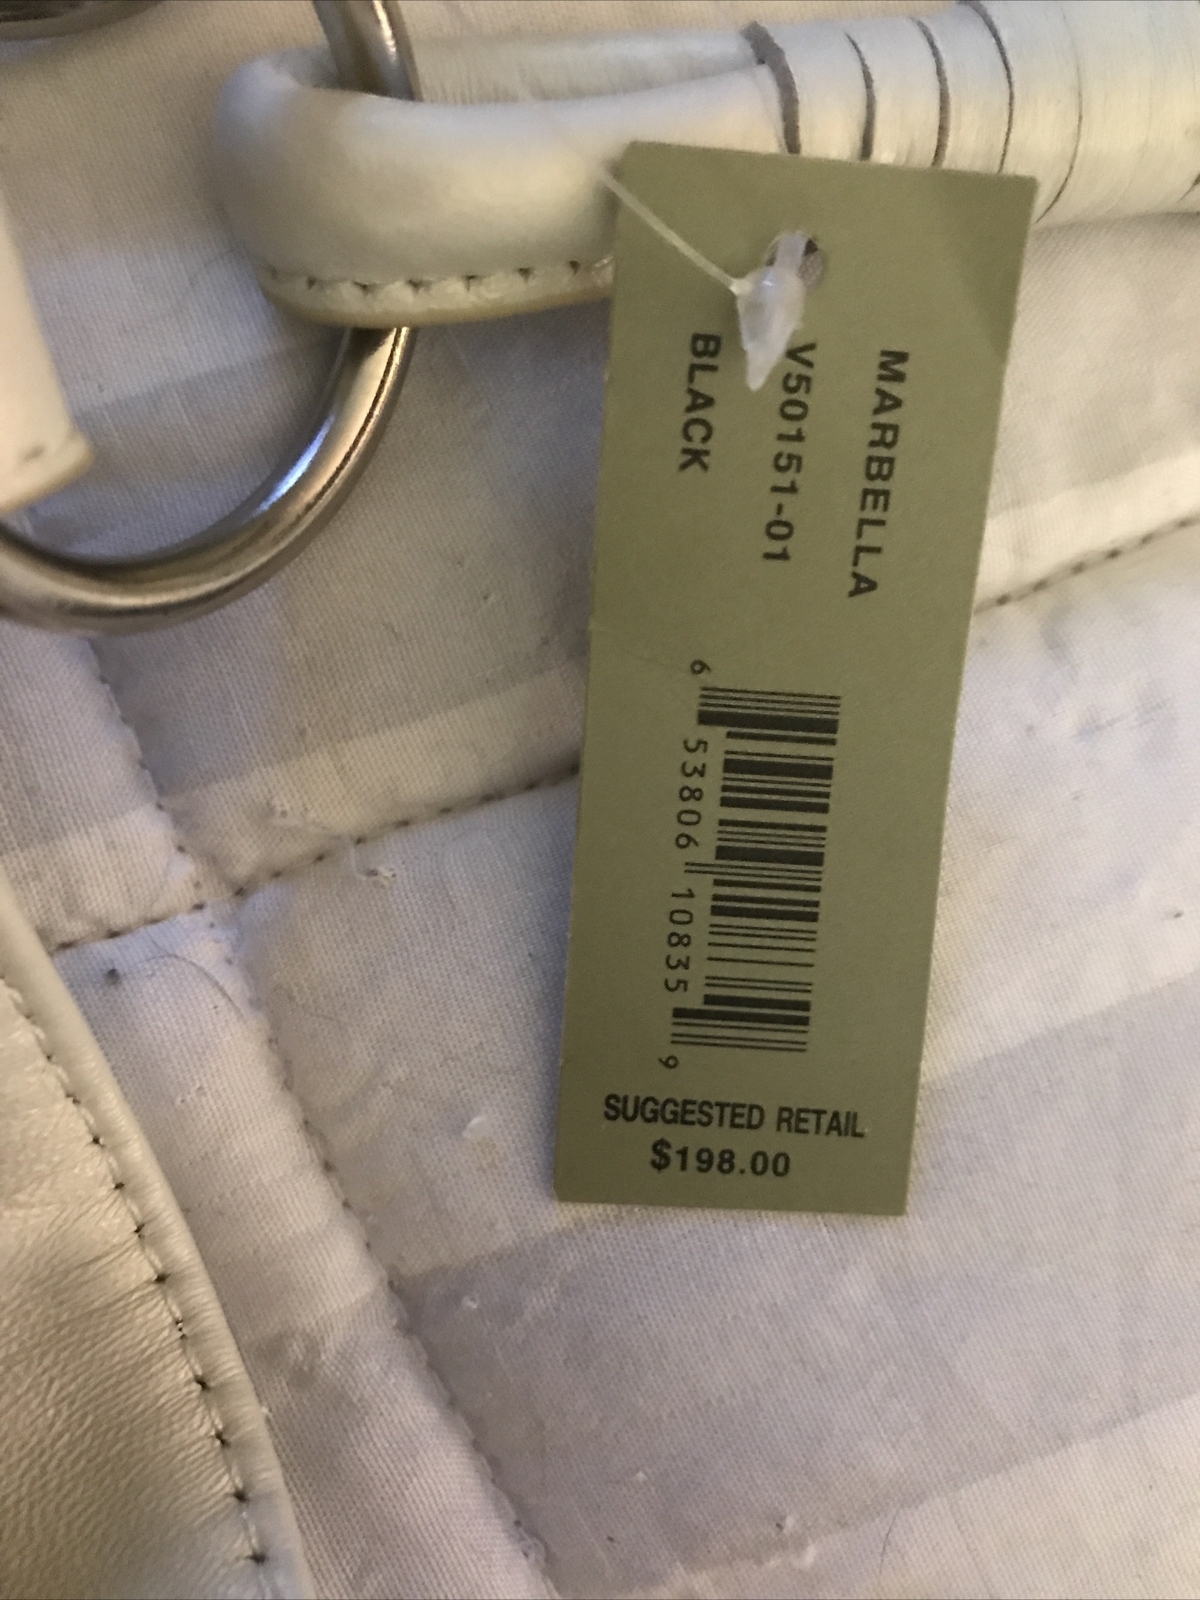 MARBELLA
V50151-01
BLACK
6 53806 10835 9
SUGGESTED RETAIL
$198.00